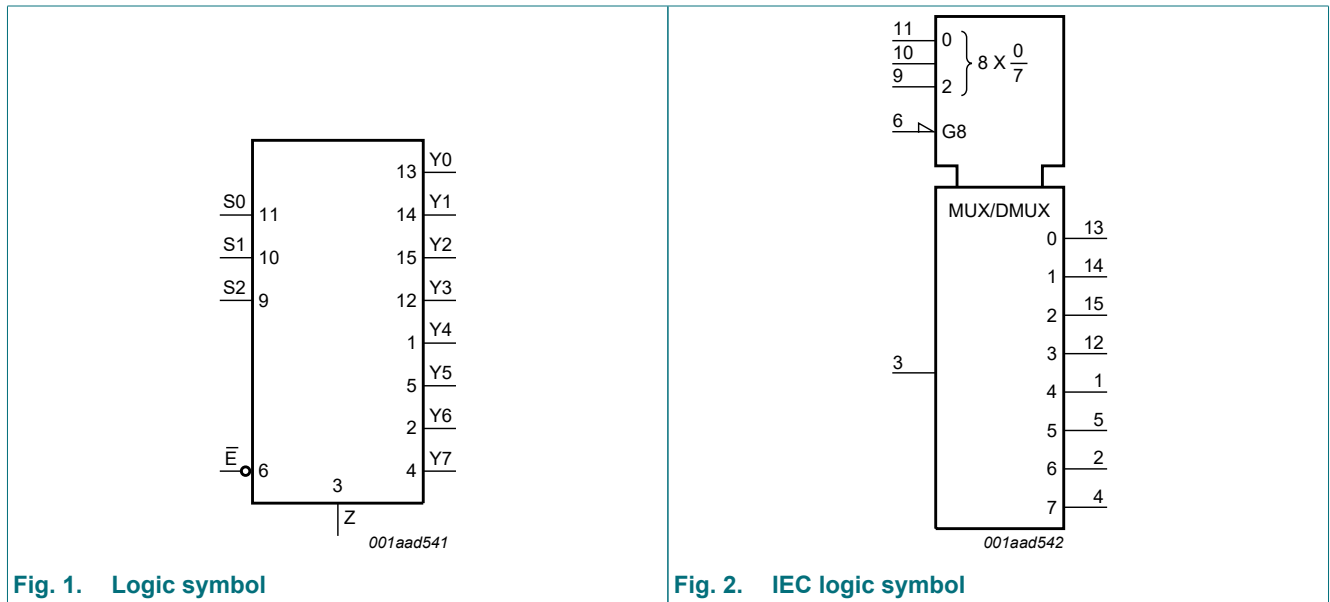 13 Y0
S0 11 14 Y1
S1 10 15 Y2
S2 9 12 Y3
1 Y4
5 Y5
2 Y6
E̅ 6 4 Y7
3
Z
001aad541
Fig. 1. Logic symbol
11 0
10 8 X 0/7
9 2
6 G8
MUX/DMUX
0 13
1 14
2 15
3 12
3
4 1
5 5
6 2
7 4
001aad542
Fig. 2. IEC logic symbol